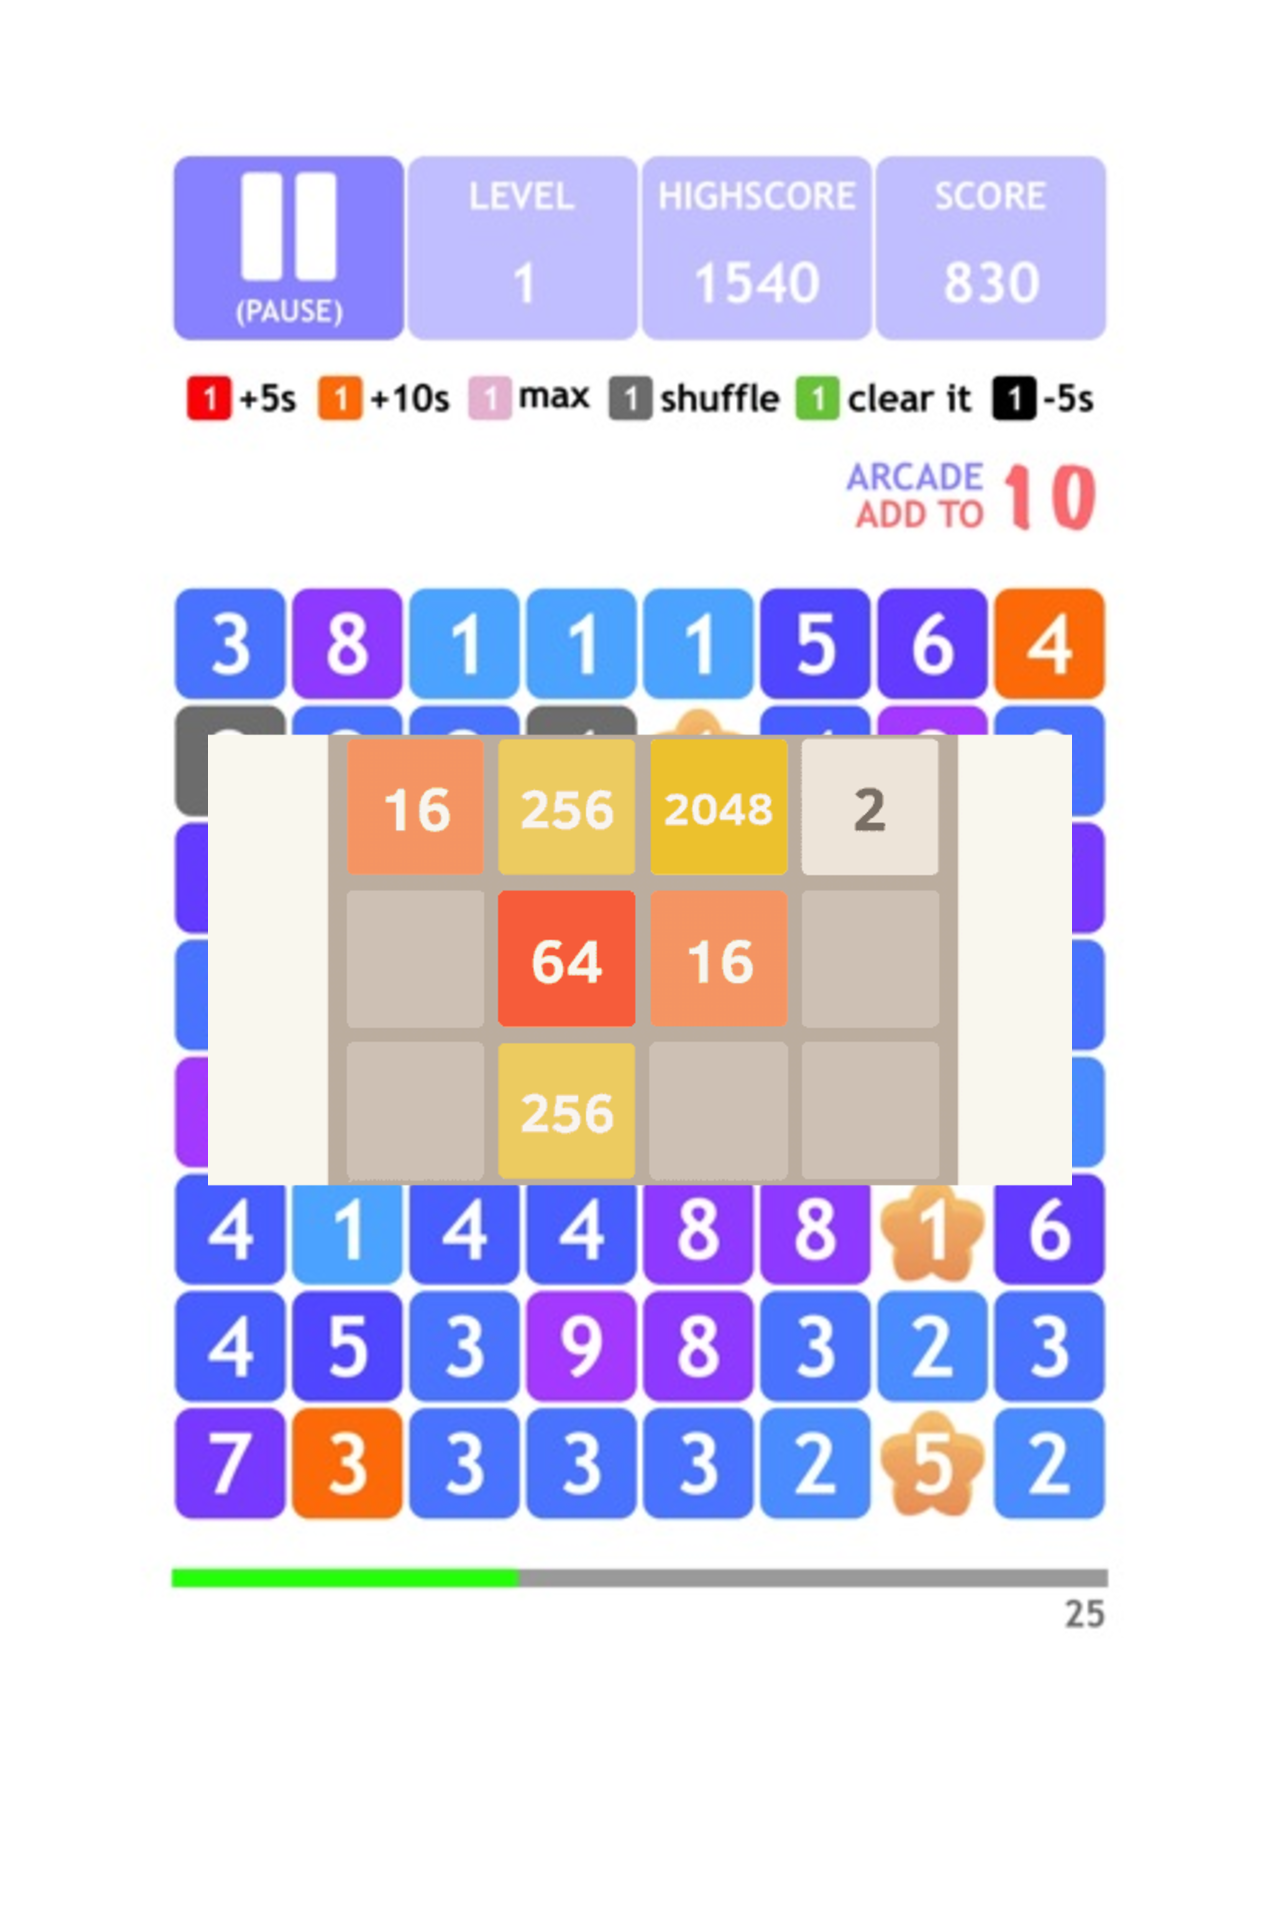 LEVEL HIGHSCORE SCORE
1 1540 830
(PAUSE)
1 +5s 1 +10s 1 max 1 shuffle 1 clear it 1 -5s
ARCADE
ADD TO 10
3 8 1 1 1 5 6 4
16 256 2048 2
64 16
256
4 1 4 4 8 8 1 6
4 5 3 9 8 3 2 3
7 3 3 3 3 2 5 2
25